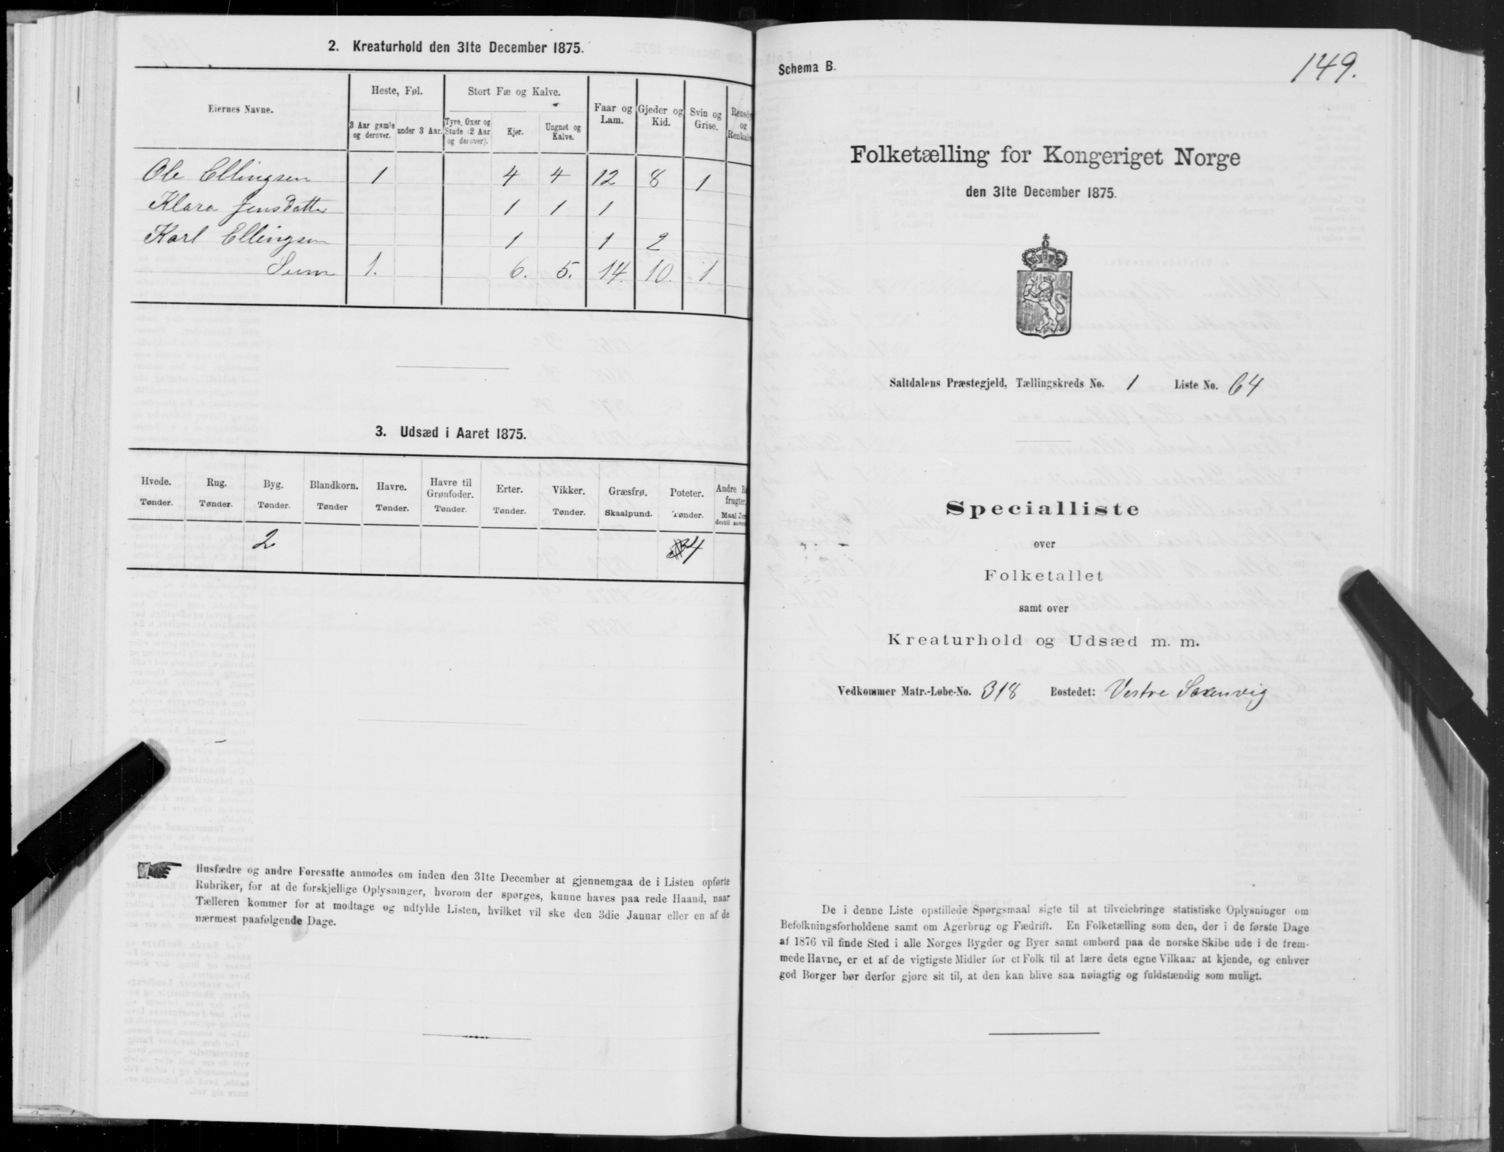 2. Kreaturhold den 31te December 1875.
Eiernes Navne.
Heste, Føl.
Stort Fæ og Kalve.
Faar og Lam.
Gjeder og Kid.
Svin og Grise.
3 Aar gamle og derover.
under 3 Aar.
Tyre, Oxer og Stude (2 Aar og derover).
Kjør.
Ungnøt og Kalve.
Ole Ellingsen 1 4 4 12 8 1
Klara Jensdatter 1 1 1
Karl Ellingsen 1 1 2
Sum 1. 6. 5. 14. 10. 1.
3. Udsæd i Aaret 1875.
Hvede. Rug. Byg. Blandkorn. Havre. Havre til Grønfoder. Erter. Vikker. Græsfrø. Poteter.
Tønder. Tønder. Tønder. Tønder Tønder. Tønder. Tønder. Tønder. Skaalpund. Tønder.
2 4
Husfædre og andre Foresatte anmodes om inden den 31te December at gjennemgaa de i Listen opførte
Rubriker, for at de forskjellige Oplysninger, hvorom der spørges, kunne haves paa rede Haand, naar
Tælleren kommer for at modtage og udfylde Listen, hvilket vil ske den 3die Januar eller en af de
nærmest paafølgende Dage.
Schema B.
149.
Folketælling for Kongeriget Norge
den 31te December 1875.
Saltdalens Præstegjeld, Tællingskreds No. 1 Liste No. 64
Specialliste
over
Folketallet
samt over
Kreaturhold og Udsæd m. m.
Vedkommer Matr.-Løbe-No. 318 Bostedet: Vestre Saxenvig
De i denne Liste opstillede Spørgsmaal sigte til at tilveiebringe statistiske Oplysninger om
Befolkningsforholdene samt om Agerbrug og Fædrift. En Folketælling som den, der i de første Dage
af 1876 vil finde Sted i alle Norges Bygder og Byer samt ombord paa de norske Skibe ude i de frem-
mede Havne, er et af de vigtigste Midler for et Folk til at lære dets egne Vilkaar at kjende, og enhver
god Borger bør derfor gjøre sit til, at den kan blive saa nøiagtig og fuldstændig som muligt.